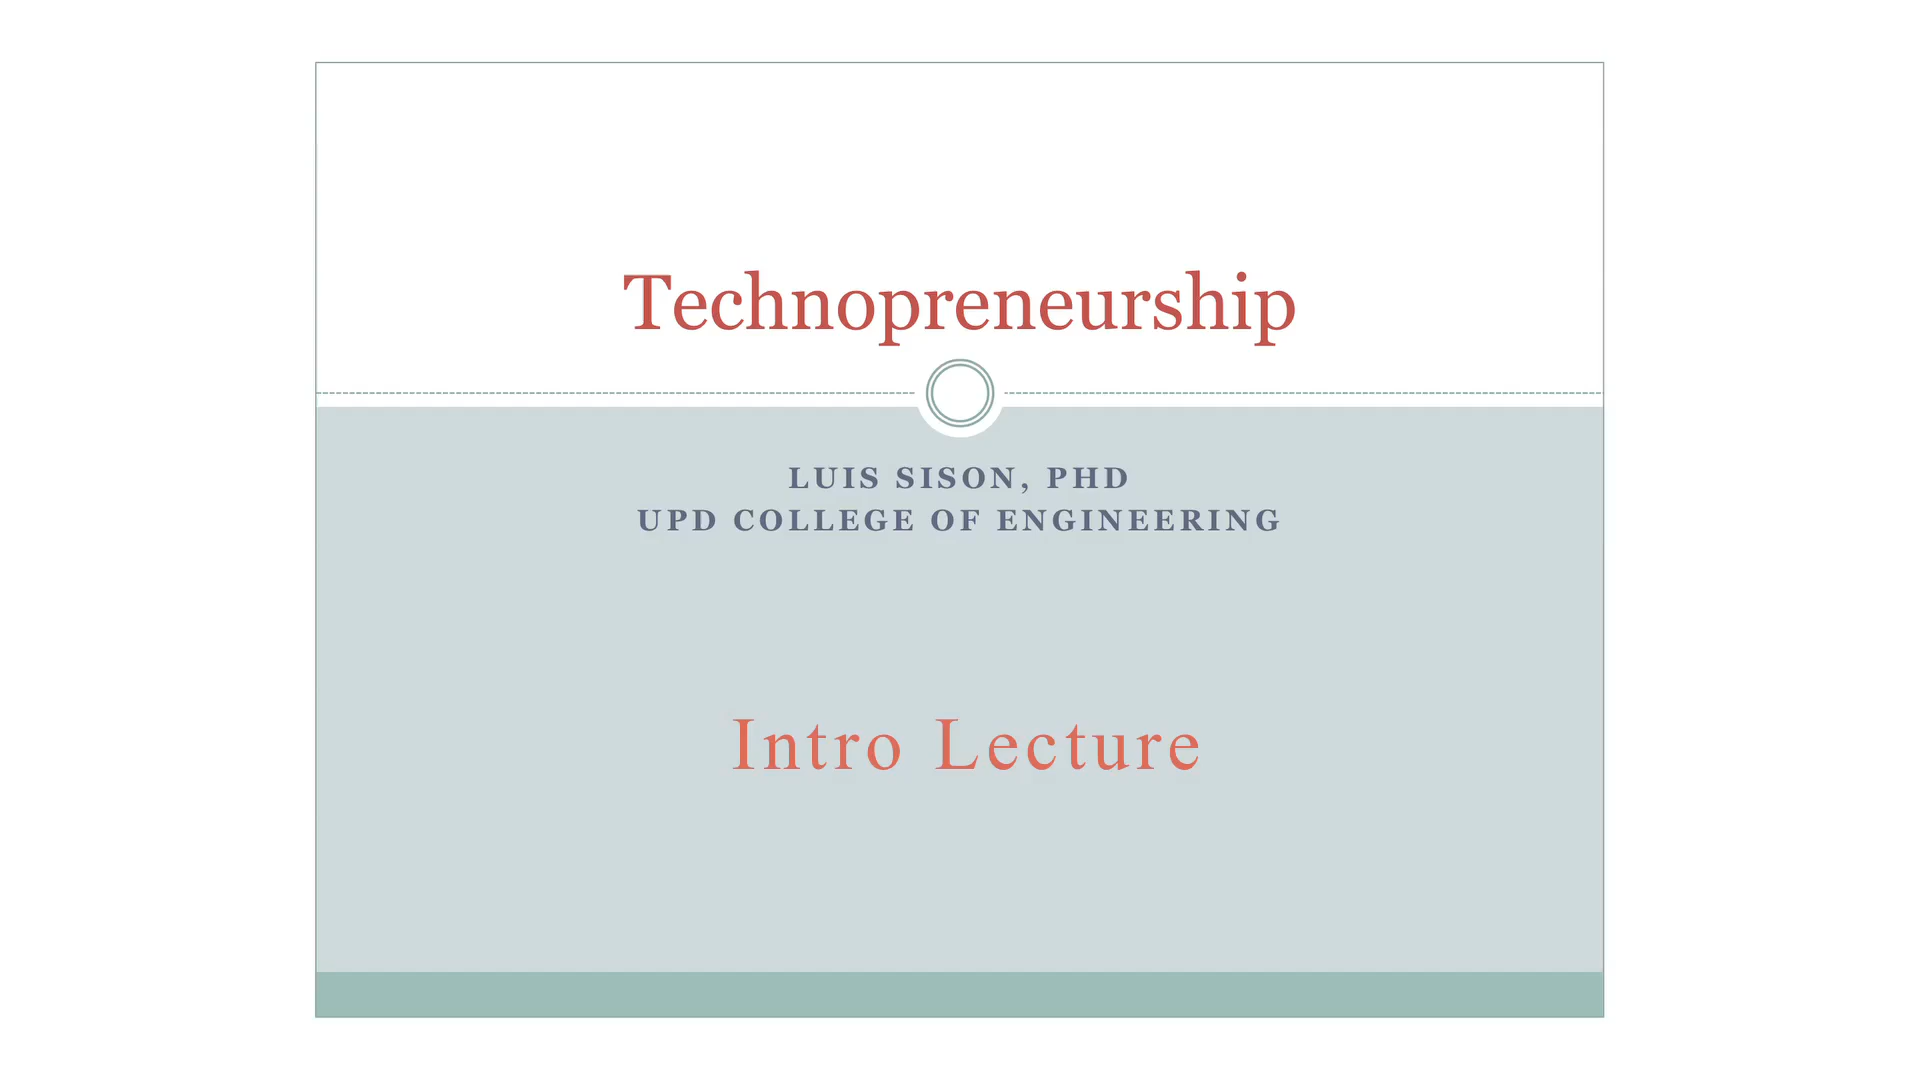 Technopreneurship
LUIS SISON, PHD
UPD COLLEGE OF ENGINEERING
Intro Lecture